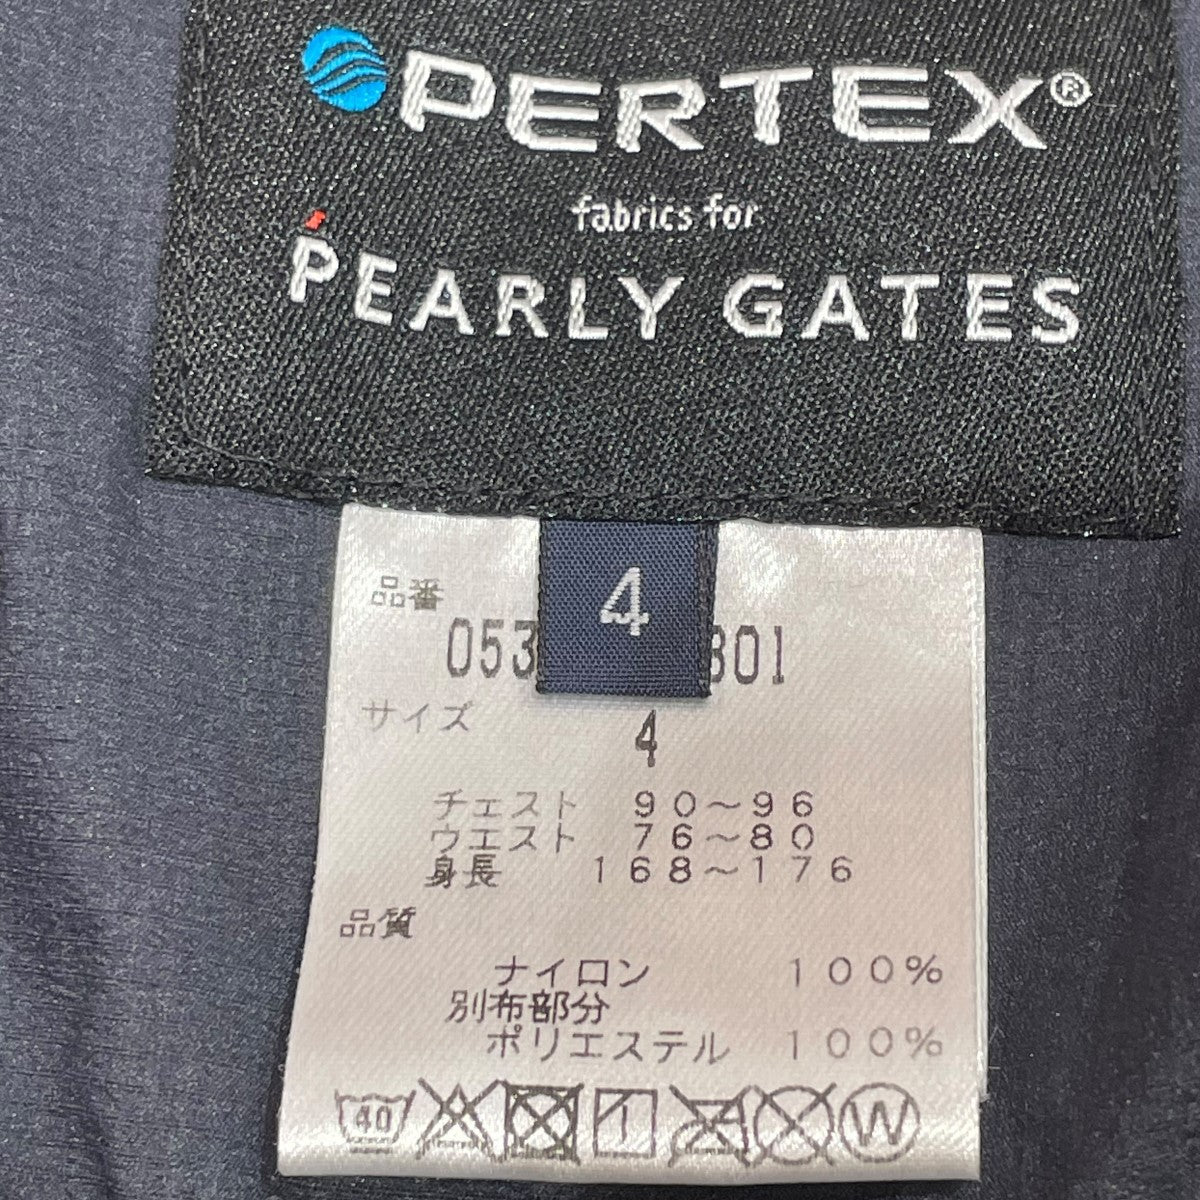 PERTEX®
fabrics for
PEARLY GATES
4
品番
053 801
サイズ 4
チェスト 90～96
ウエスト 76～80
身長 168～176
品質
ナイロン 100%
別布部分
ポリエステル 100%
40 W